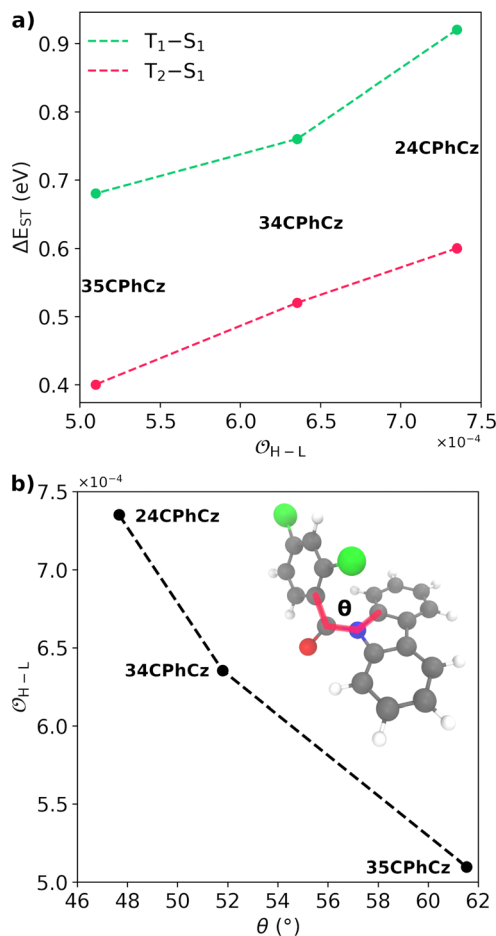 a)
T₁−S₁
T₂−S₁
ΔE_ST (eV)
0.9
0.8
0.7
0.6
0.5
0.4
24CPhCz
34CPhCz
35CPhCz
5.0 5.5 6.0 6.5 7.0 7.5
𝒪_H−L
×10⁻⁴
b)
×10⁻⁴
7.5
7.0
6.5
6.0
5.5
5.0
𝒪_H−L
24CPhCz
θ
34CPhCz
35CPhCz
46 48 50 52 54 56 58 60 62
θ (°)